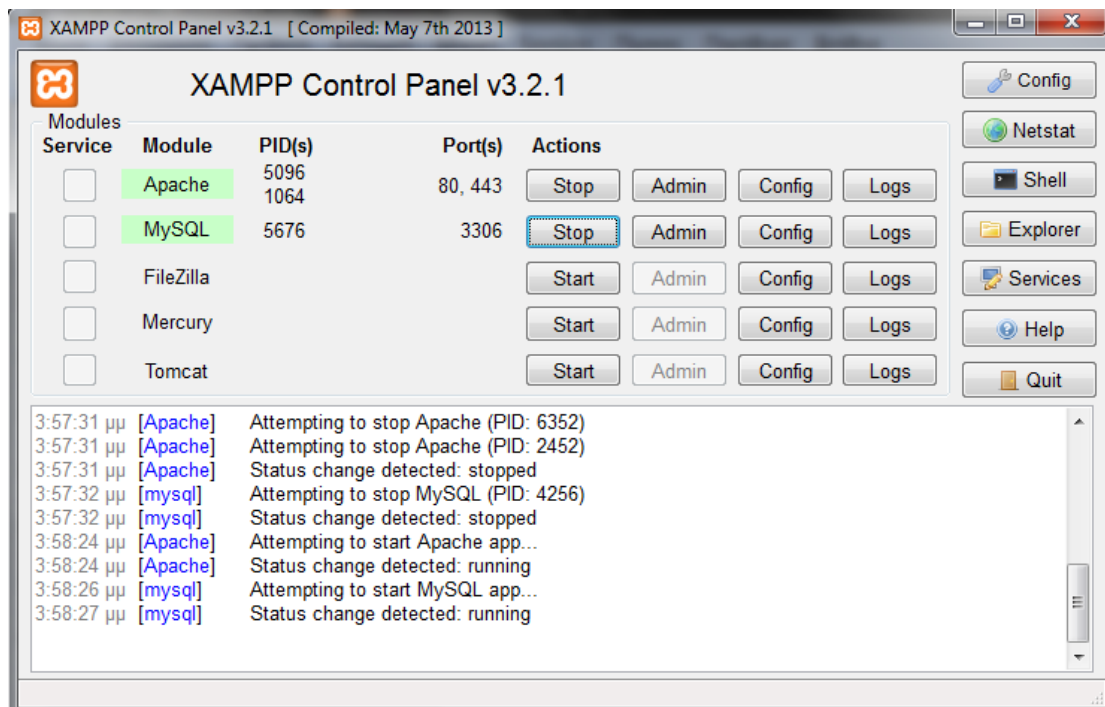 XAMPP Control Panel v3.2.1 [ Compiled: May 7th 2013 ]
XAMPP Control Panel v3.2.1
Config
Modules
Netstat
Service Module PID(s) Port(s) Actions
Apache 5096 1064 80, 443 Stop Admin Config Logs
Shell
MySQL 5676 3306 Stop Admin Config Logs
Explorer
FileZilla Start Admin Config Logs
Services
Mercury Start Admin Config Logs
Help
Tomcat Start Admin Config Logs
Quit
3:57:31 μμ [Apache] Attempting to stop Apache (PID: 6352)
3:57:31 μμ [Apache] Attempting to stop Apache (PID: 2452)
3:57:31 μμ [Apache] Status change detected: stopped
3:57:32 μμ [mysql] Attempting to stop MySQL (PID: 4256)
3:57:32 μμ [mysql] Status change detected: stopped
3:58:24 μμ [Apache] Attempting to start Apache app...
3:58:24 μμ [Apache] Status change detected: running
3:58:26 μμ [mysql] Attempting to start MySQL app...
3:58:27 μμ [mysql] Status change detected: running